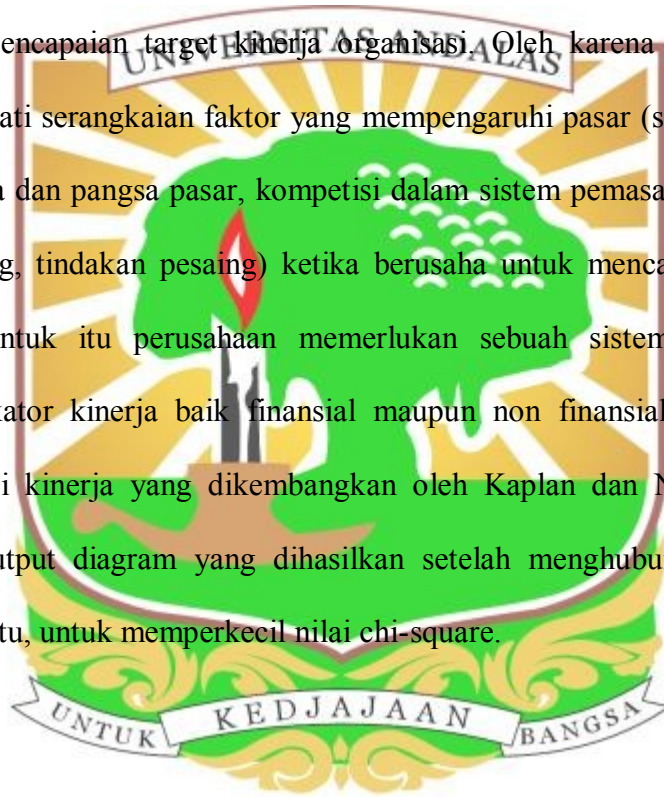 encapaian target kinerja organisasi. Oleh karena
UNIVERSITAS ANDALAS
ati serangkaian faktor yang mempengaruhi pasar (s
a dan pangsa pasar, kompetisi dalam sistem pemasa
g, tindakan pesaing) ketika berusaha untuk menca
ntuk itu perusahaan memerlukan sebuah sistem
ator kinerja baik finansial maupun non finansial
i kinerja yang dikembangkan oleh Kaplan dan N
utput diagram yang dihasilkan setelah menghubu
tu, untuk memperkecil nilai chi-square.
UNTUK KEDJAJAAN BANGSA